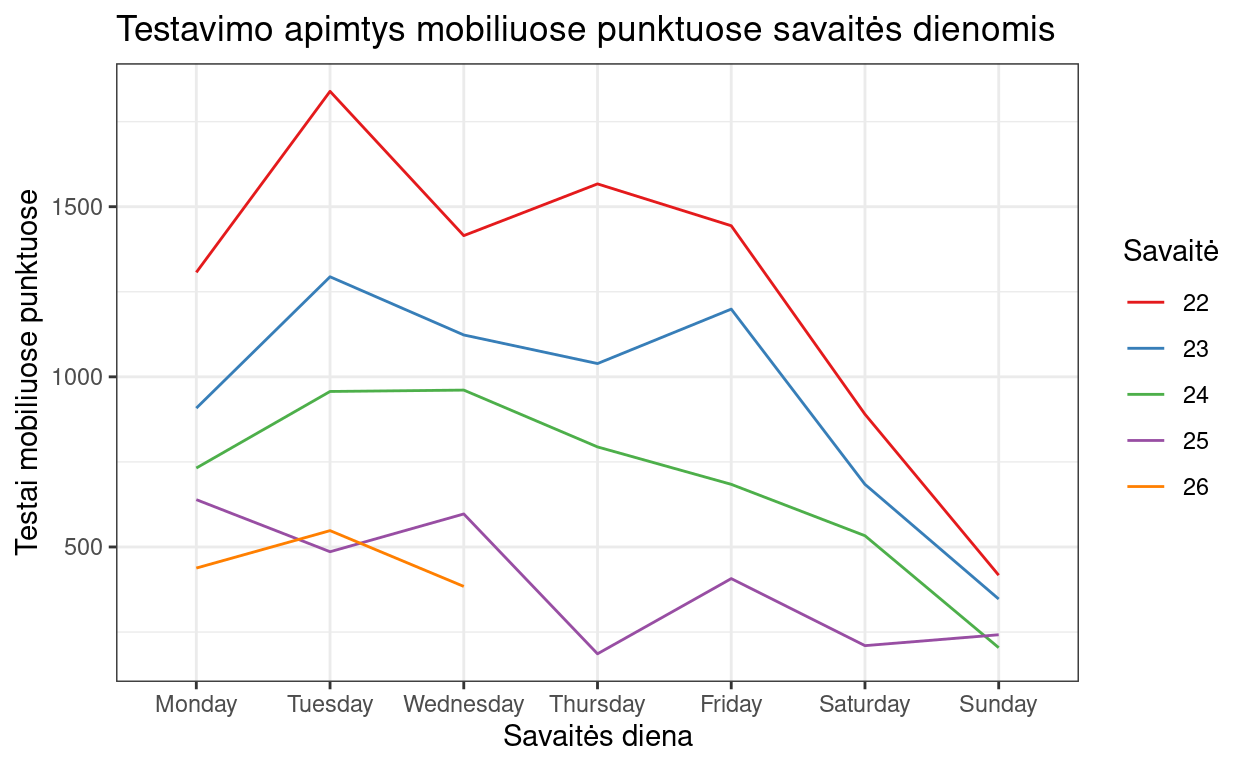 Testavimo apimtys mobiliuose punktuose savaitės dienomis
Testai mobiliuose punktuose
1500
1000
500
Monday Tuesday Wednesday Thursday Friday Saturday Sunday
Savaitės diena
Savaitė
22
23
24
25
26